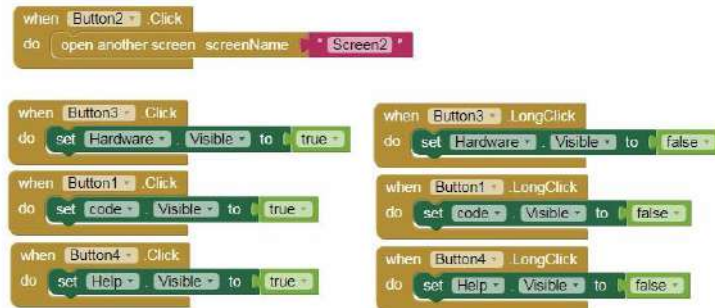 when Button2 .Click
do open another screen screenName " Screen2 "
when Button3 .Click
do set Hardware . Visible to true
when Button1 .Click
do set code . Visible to true
when Button4 .Click
do set Help . Visible to true
when Button3 .LongClick
do set Hardware . Visible to false
when Button1 .LongClick
do set code . Visible to false
when Button4 .LongClick
do set Help . Visible to false